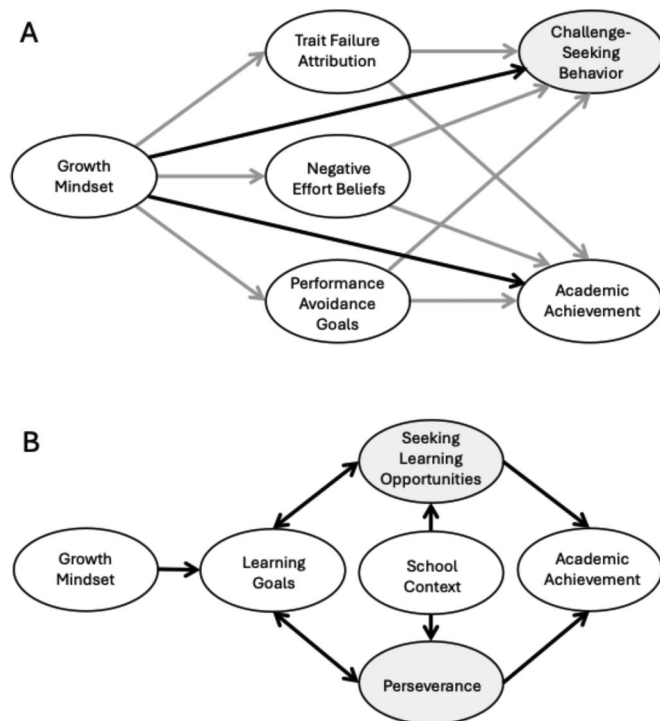 A
Trait Failure
Attribution
Challenge-
Seeking
Behavior
Growth
Mindset
Negative
Effort Beliefs
Performance
Avoidance
Goals
Academic
Achievement
B
Seeking
Learning
Opportunities
Growth
Mindset
Learning
Goals
School
Context
Academic
Achievement
Perseverance